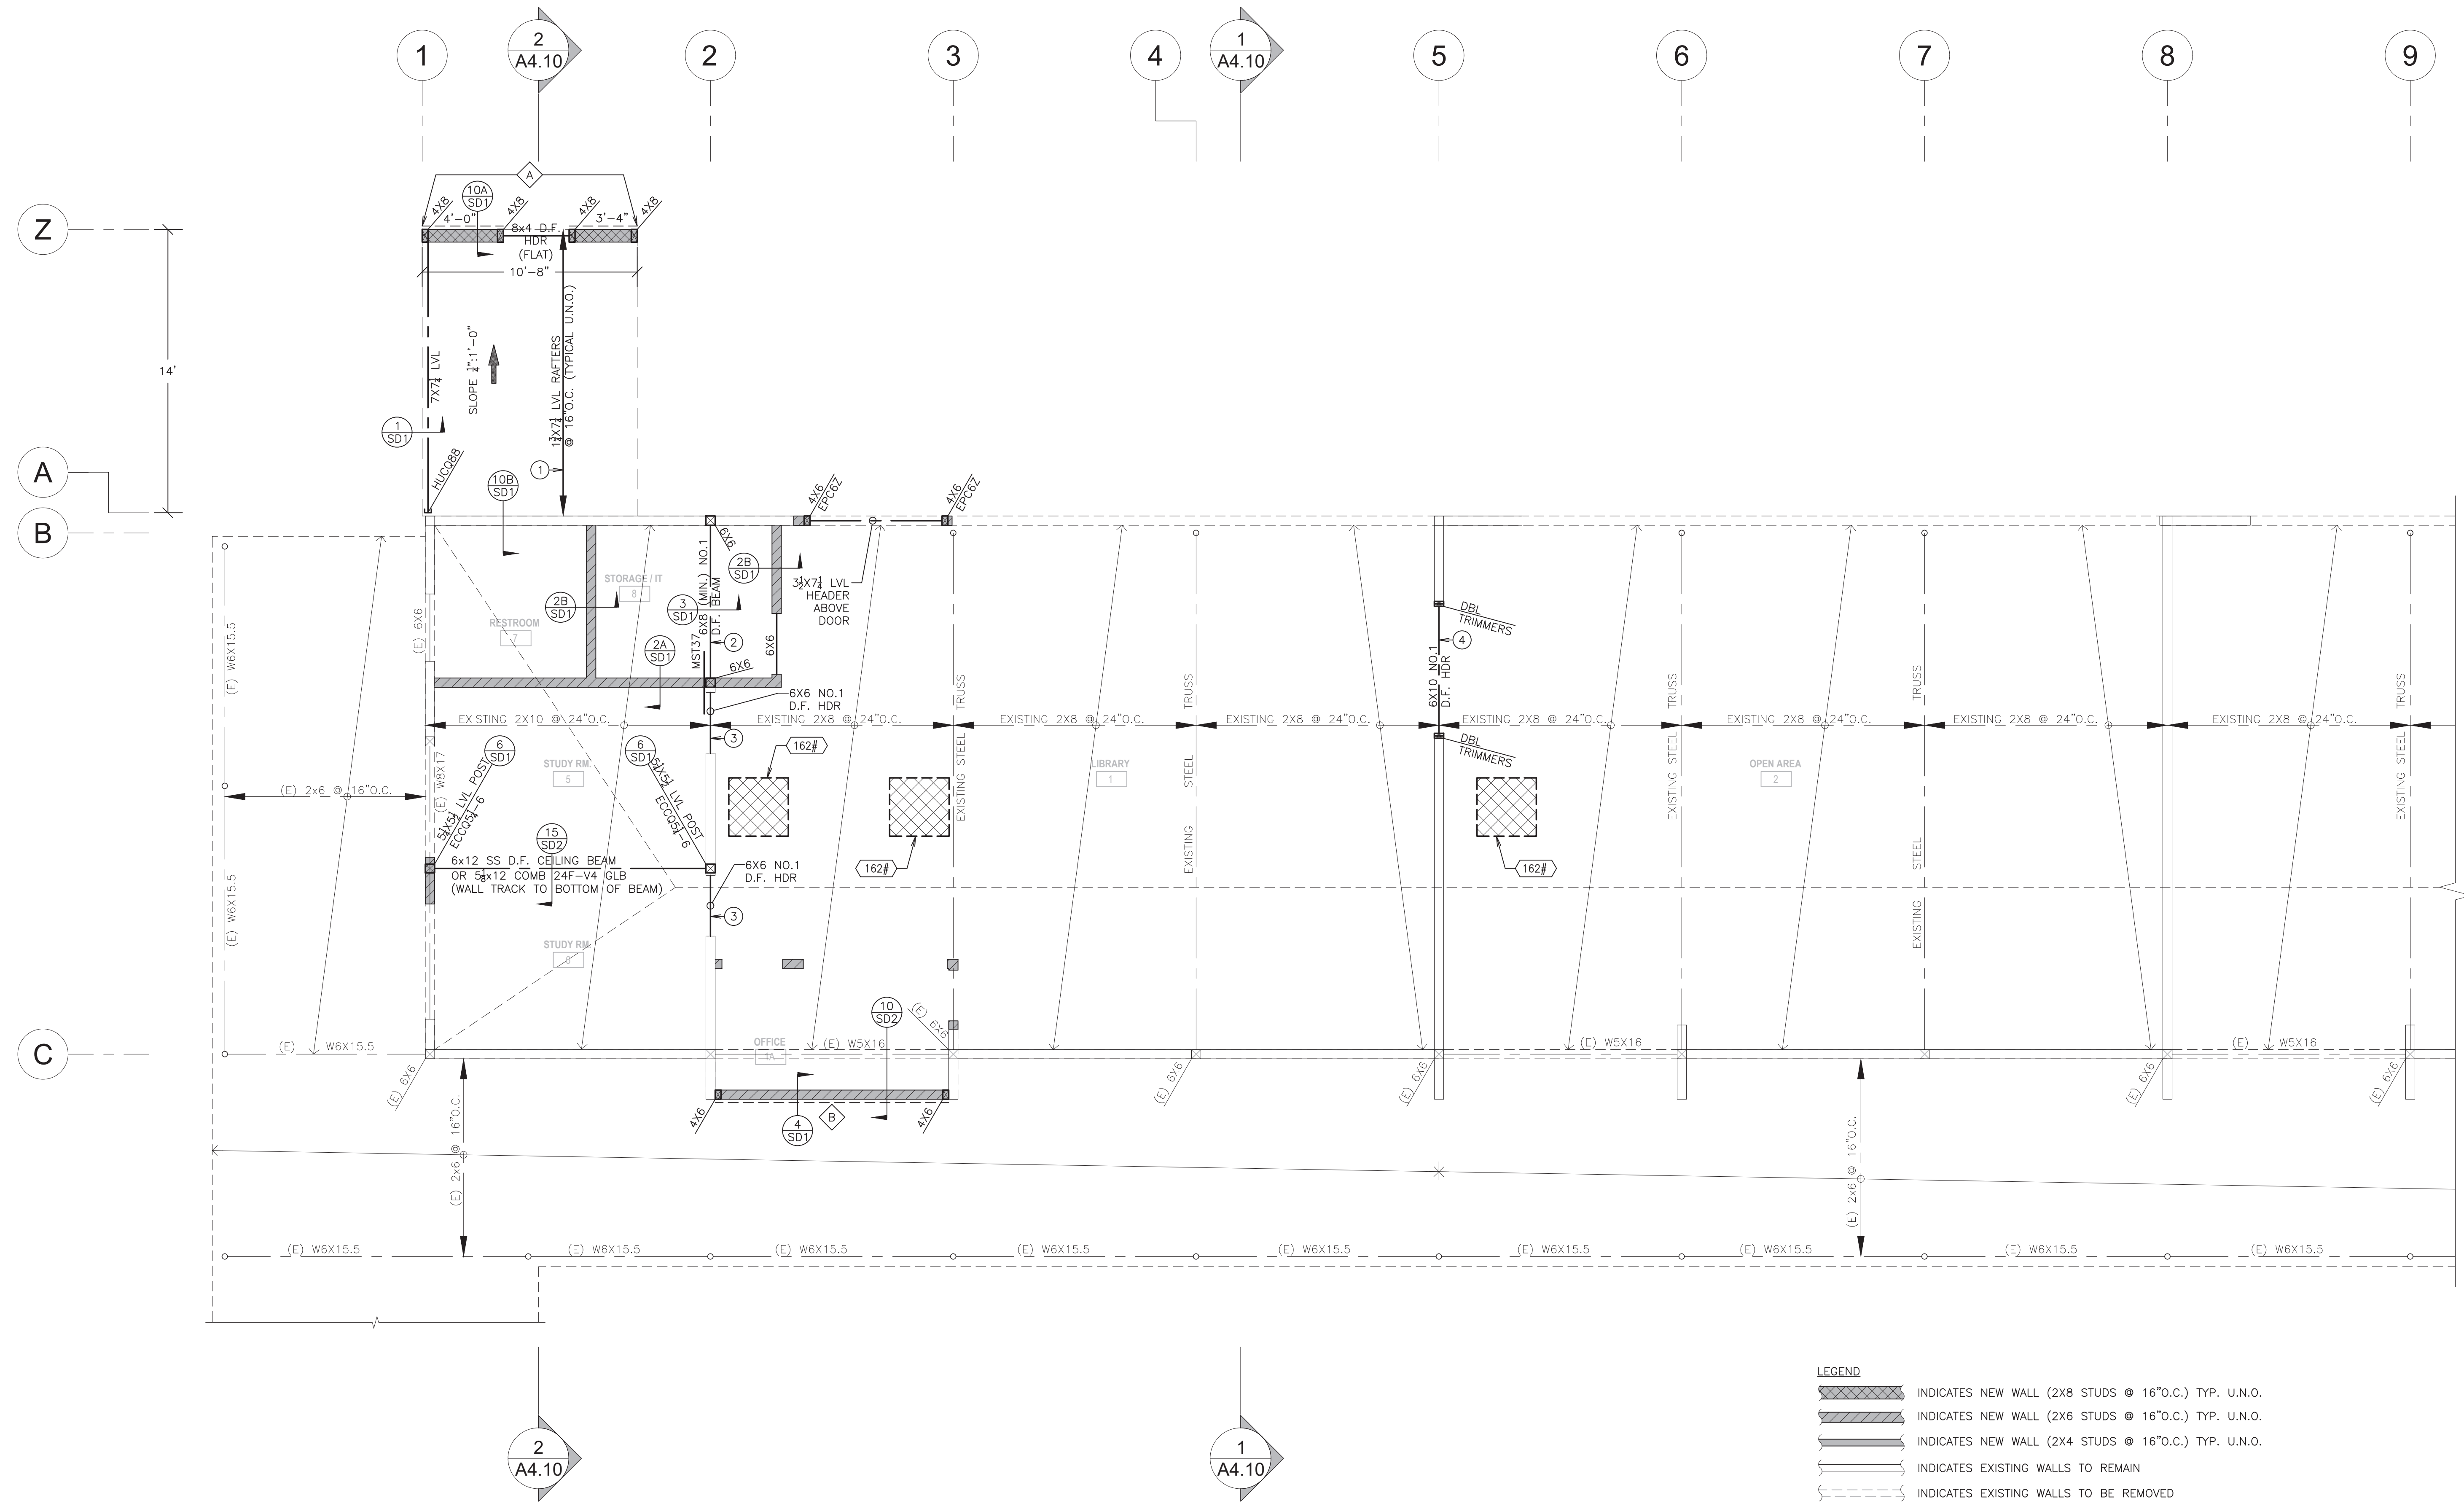 1
2
A4.10
2
3
4
1
A4.10
5
6
7
8
9
Z
A
B
C
14'
A
10A
SD1
4X8
4'-0"
4X8
4X8
3'-4"
4X8
8x4 D.F.
HDR
(FLAT)
10'-8"
7X7¼ LVL
SLOPE ¼":1'-0"
1¾X7¼ LVL RAFTERS
@ 16"O.C. (TYPICAL U.N.O.)
1
SD1
HUCQ88
1
10B
SD1
4X6
EPC6Z
4X6
EPC6Z
6X6
2B
SD1
3½X7¼ LVL
HEADER
ABOVE
DOOR
STORAGE / IT
8
2B
SD1
3
SD1
RESTROOM
7
6X8 (MIN.) NO.1
D.F. BEAM
MST37
2
2A
SD1
6X6
6X6
(E) 6X6
(E) W6X15.5
DBL
TRIMMERS
4
6X10 NO.1
D.F. HDR
DBL
TRIMMERS
6X6 NO.1
D.F. HDR
EXISTING 2X10 @ 24"O.C.
EXISTING 2X8 @ 24"O.C.
EXISTING 2X8 @ 24"O.C.
EXISTING 2X8 @ 24"O.C.
EXISTING 2X8 @ 24"O.C.
EXISTING 2X8 @ 24"O.C.
EXISTING 2X8 @ 24"O.C.
EXISTING 2X8 @ 24"O.C.
EXISTING STEEL TRUSS
EXISTING STEEL TRUSS
EXISTING STEEL TRUSS
EXISTING STEEL TRUSS
EXISTING STEEL TRUSS
3
162#
6
SD1
6
SD1
STUDY RM.
5
LIBRARY
1
OPEN AREA
2
(E) 2x6 @ 16"O.C.
(E) W8X17
5¼X5½ LVL POST
ECCQ5¼-6
5¼X5½ LVL POST
ECCQ5¼-6
15
SD2
6x12 SS D.F. CEILING BEAM
OR 5⅛x12 COMB 24F-V4 GLB
(WALL TRACK TO BOTTOM OF BEAM)
6X6 NO.1
D.F. HDR
162#
162#
(E) W6X15.5
3
STUDY RM.
6
10
SD2
(E) 6X6
OFFICE
1A
(E) W6X15.5
(E) W5X16
(E) W5X16
(E) W5X16
(E) 6X6
(E) 6X6
(E) 6X6
(E) 6X6
(E) 6X6
4X6
4
SD1
B
4X6
(E) 2x6 @ 16"O.C.
(E) 2x6 @ 16"O.C.
(E) W6X15.5
(E) W6X15.5
(E) W6X15.5
(E) W6X15.5
(E) W6X15.5
(E) W6X15.5
(E) W6X15.5
(E) W6X15.5
(E) W6X15.5
2
A4.10
1
A4.10
LEGEND
INDICATES NEW WALL (2X8 STUDS @ 16"O.C.) TYP. U.N.O.
INDICATES NEW WALL (2X6 STUDS @ 16"O.C.) TYP. U.N.O.
INDICATES NEW WALL (2X4 STUDS @ 16"O.C.) TYP. U.N.O.
INDICATES EXISTING WALLS TO REMAIN
INDICATES EXISTING WALLS TO BE REMOVED